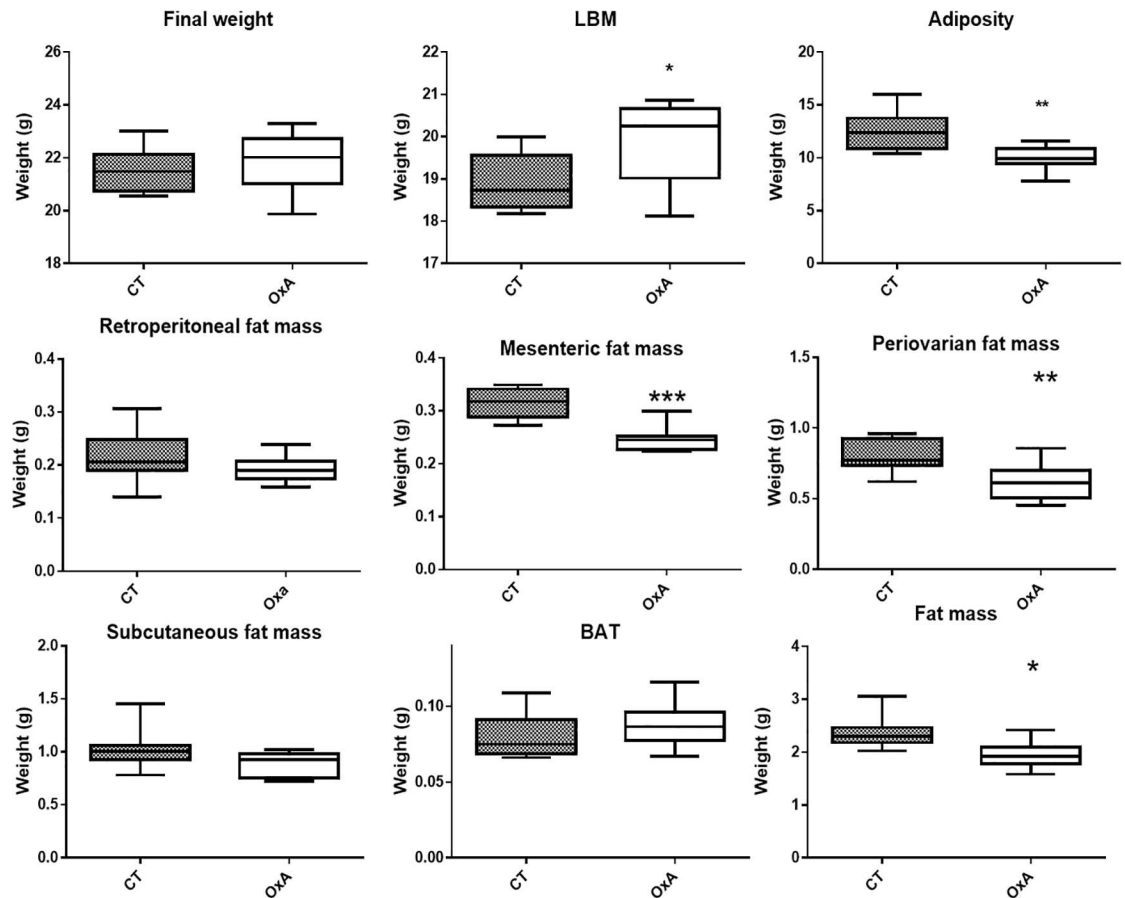 Final weight
Weight (g)
26
24
22
20
18
CT
OxA
LBM
*
Weight (g)
22
21
20
19
18
17
CT
OxA
Adiposity
**
Weight (g)
20
15
10
5
0
CT
OxA
Retroperitoneal fat mass
Weight (g)
0.4
0.3
0.2
0.1
0.0
CT
Oxa
Mesenteric fat mass
***
Weight (g)
0.4
0.3
0.2
0.1
0.0
CT
OxA
Periovarian fat mass
**
Weight (g)
1.5
1.0
0.5
0.0
CT
OxA
Subcutaneous fat mass
Weight (g)
2.0
1.5
1.0
0.5
0.0
CT
OxA
BAT
Weight (g)
0.10
0.05
0.00
CT
OxA
Fat mass
*
Weight (g)
4
3
2
1
0
CT
OxA